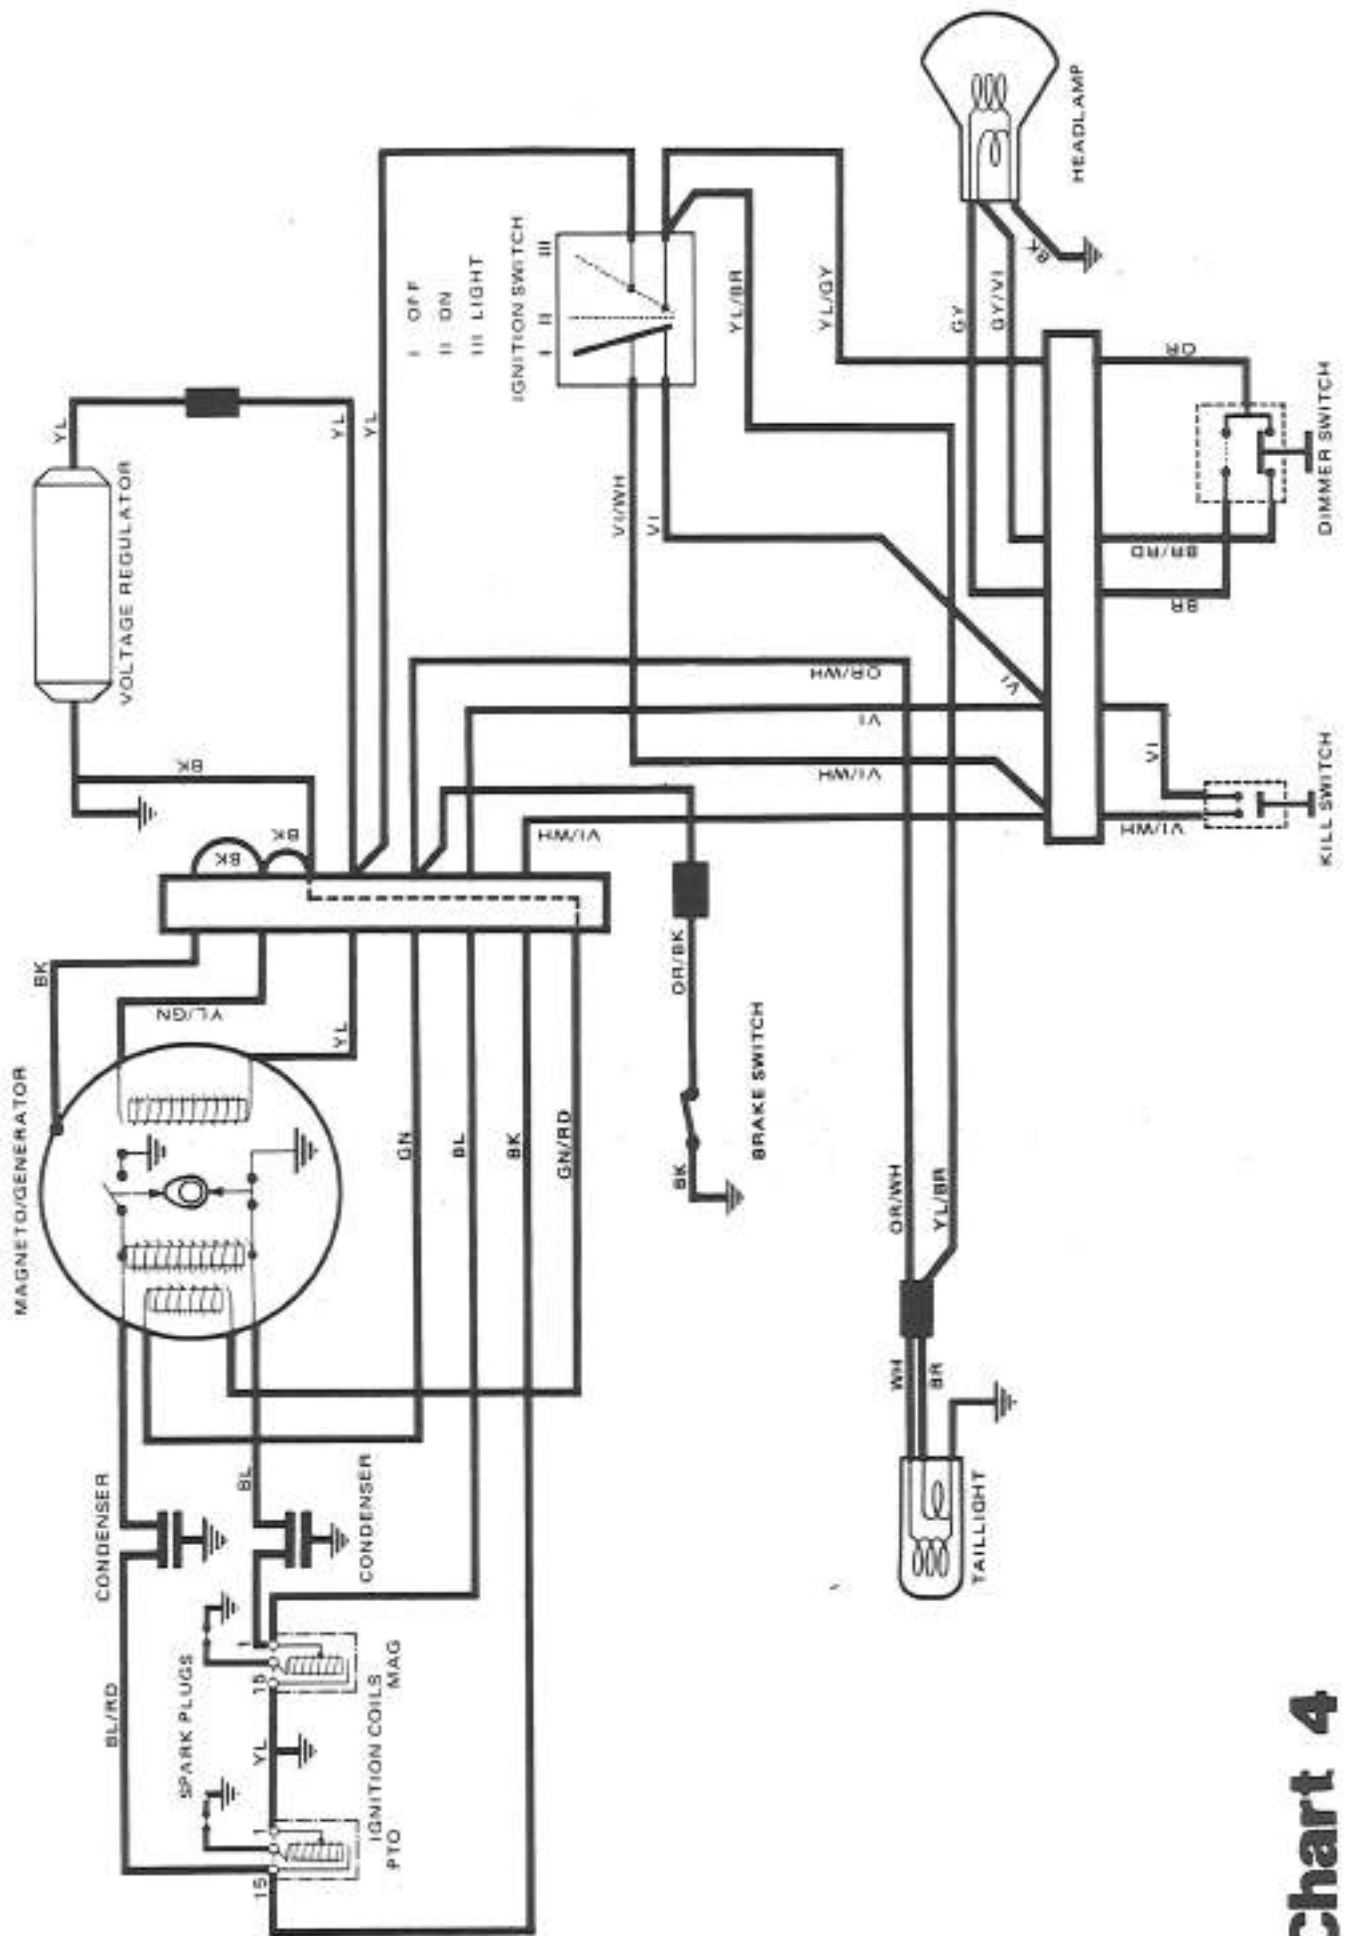 HEADLAMP
BK
GY
GY/VI
I OFF
II ON
III LIGHT
IGNITION SWITCH
I
II
III
YL/BR
YL/GY
YL
YL
YL
VOLTAGE REGULATOR
VI/WH
VI
OR
DIMMER SWITCH
BR/RD
BR
OR/WH
VI
VI
VI/WH
BK
BK
BK
VI/WH
VI
VI/WH
KILL SWITCH
BK
YL/GN
YL
MAGNETO/GENERATOR
OR/BK
BRAKE SWITCH
BK
GN
BL
BK
GN/RD
OR/WH
YL/BR
WH
BR
TAILLIGHT
CONDENSER
BL
CONDENSER
BL/RD
SPARK PLUGS
1
15
YL
IGNITION COILS
MAG
PTO
1
15
Chart 4